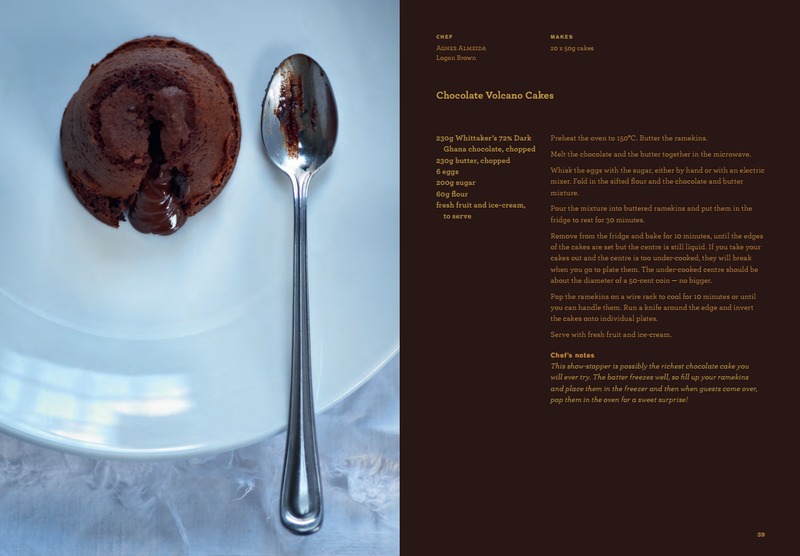 CHEF
Agnes Almeida
Logan Brown
MAKES
20 x 50g cakes
Chocolate Volcano Cakes
230g Whittaker's 72% Dark
Ghana chocolate, chopped
230g butter, chopped
6 eggs
200g sugar
60g flour
fresh fruit and ice-cream,
to serve
Preheat the oven to 150°C. Butter the ramekins.
Melt the chocolate and the butter together in the microwave.
Whisk the eggs with the sugar, either by hand or with an electric
mixer. Fold in the sifted flour and the chocolate and butter
mixture.
Pour the mixture into buttered ramekins and put them in the
fridge to rest for 30 minutes.
Remove from the fridge and bake for 10 minutes, until the edges
of the cakes are set but the centre is still liquid. If you take your
cakes out and the centre is too under-cooked, they will break
when you go to plate them. The under-cooked centre should be
about the diameter of a 50-cent coin — no bigger.
Pop the ramekins on a wire rack to cool for 10 minutes or until
you can handle them. Run a knife around the edge and invert
the cakes onto individual plates.
Serve with fresh fruit and ice-cream.
Chef's notes
This show-stopper is possibly the richest chocolate cake you
will ever try. The batter freezes well, so fill up your ramekins
and place them in the freezer and then when guests come over,
pop them in the oven for a sweet surprise!
39